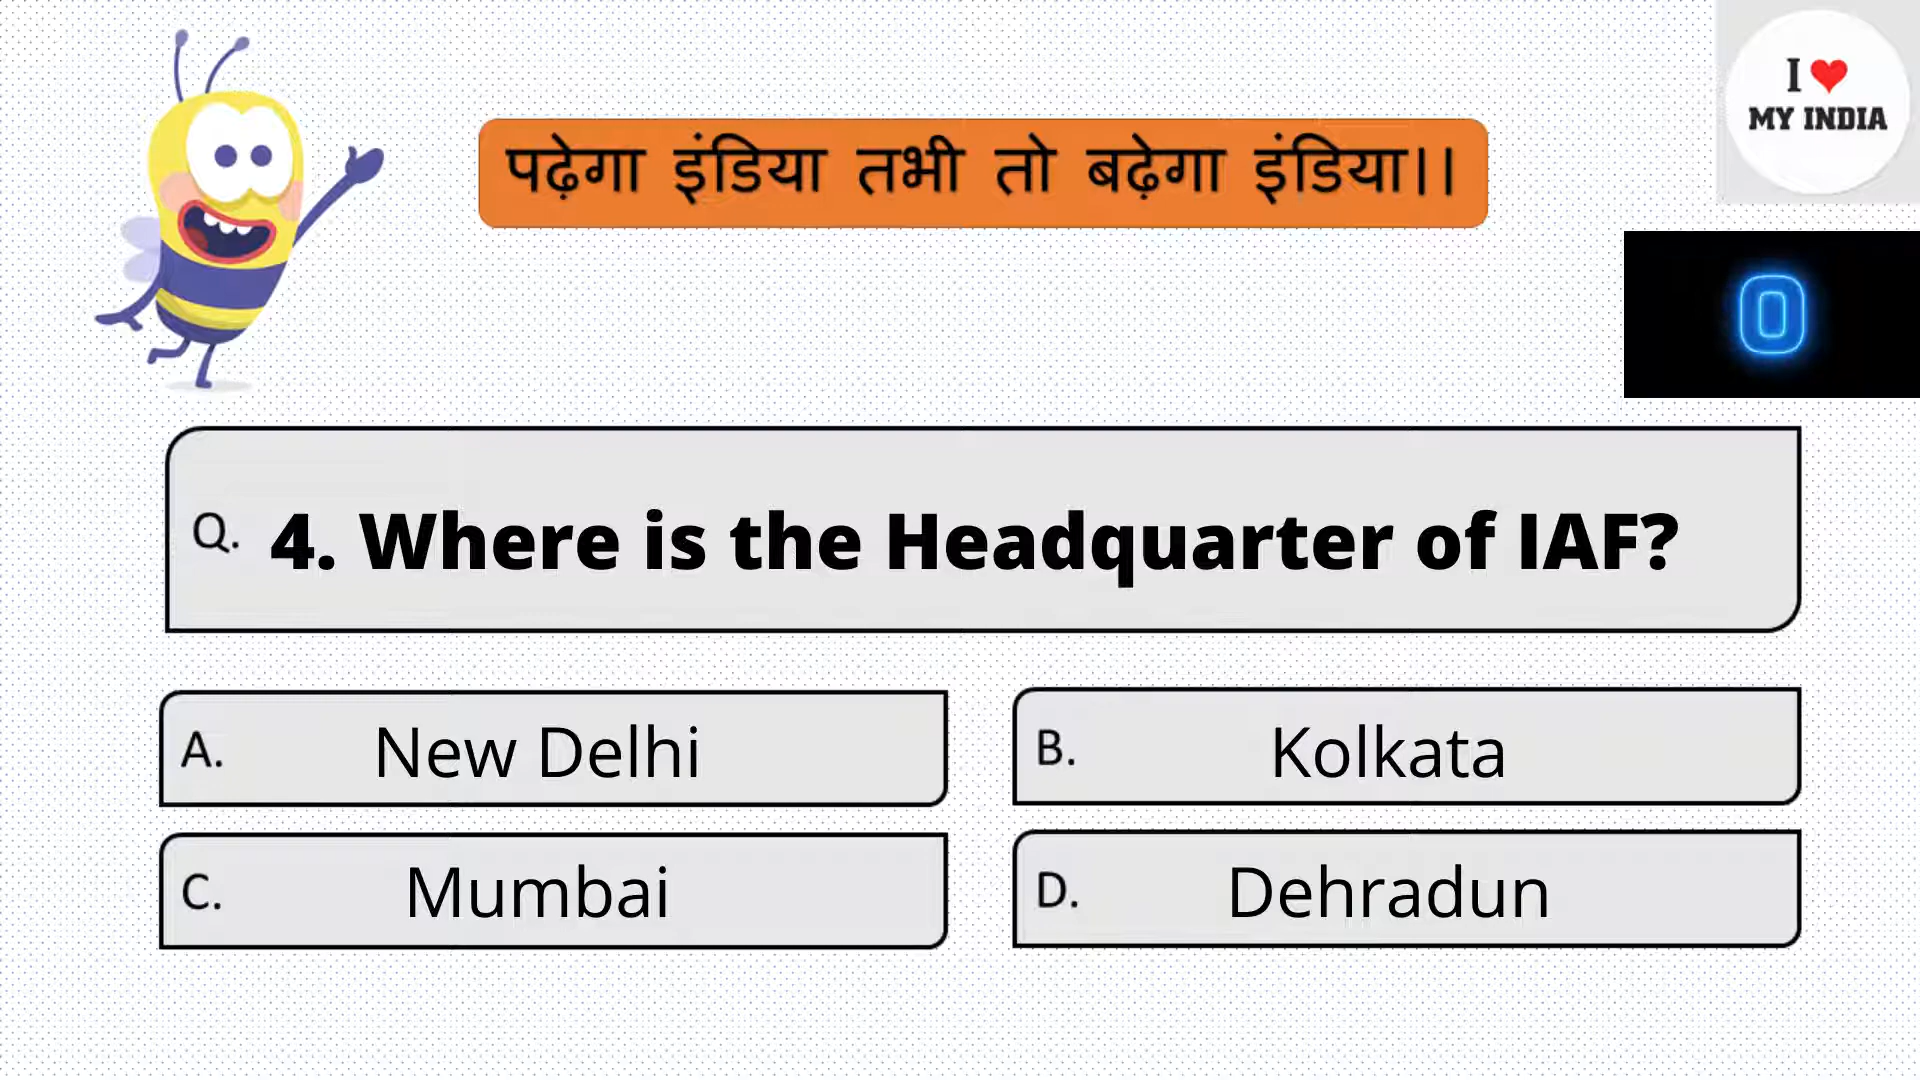 I ❤
MY INDIA
पढ़ेगा इंडिया तभी तो बढ़ेगा इंडिया।।
0
Q. 4. Where is the Headquarter of IAF?
A. New Delhi
B. Kolkata
C. Mumbai
D. Dehradun